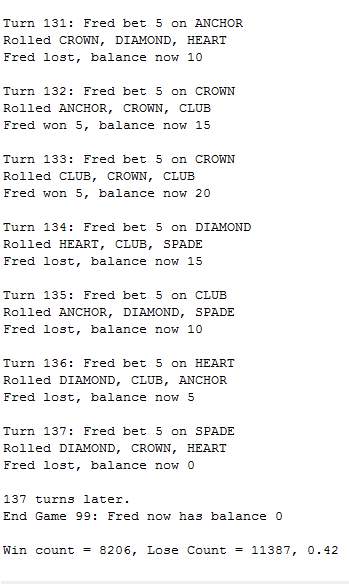 Turn 131: Fred bet 5 on ANCHOR
Rolled CROWN, DIAMOND, HEART
Fred lost, balance now 10
Turn 132: Fred bet 5 on CROWN
Rolled ANCHOR, CROWN, CLUB
Fred won 5, balance now 15
Turn 133: Fred bet 5 on CROWN
Rolled CLUB, CROWN, CLUB
Fred won 5, balance now 20
Turn 134: Fred bet 5 on DIAMOND
Rolled HEART, CLUB, SPADE
Fred lost, balance now 15
Turn 135: Fred bet 5 on CLUB
Rolled ANCHOR, DIAMOND, SPADE
Fred lost, balance now 10
Turn 136: Fred bet 5 on HEART
Rolled DIAMOND, CLUB, ANCHOR
Fred lost, balance now 5
Turn 137: Fred bet 5 on SPADE
Rolled DIAMOND, CROWN, HEART
Fred lost, balance now 0
137 turns later.
End Game 99: Fred now has balance 0
Win count = 8206, Lose Count = 11387, 0.42